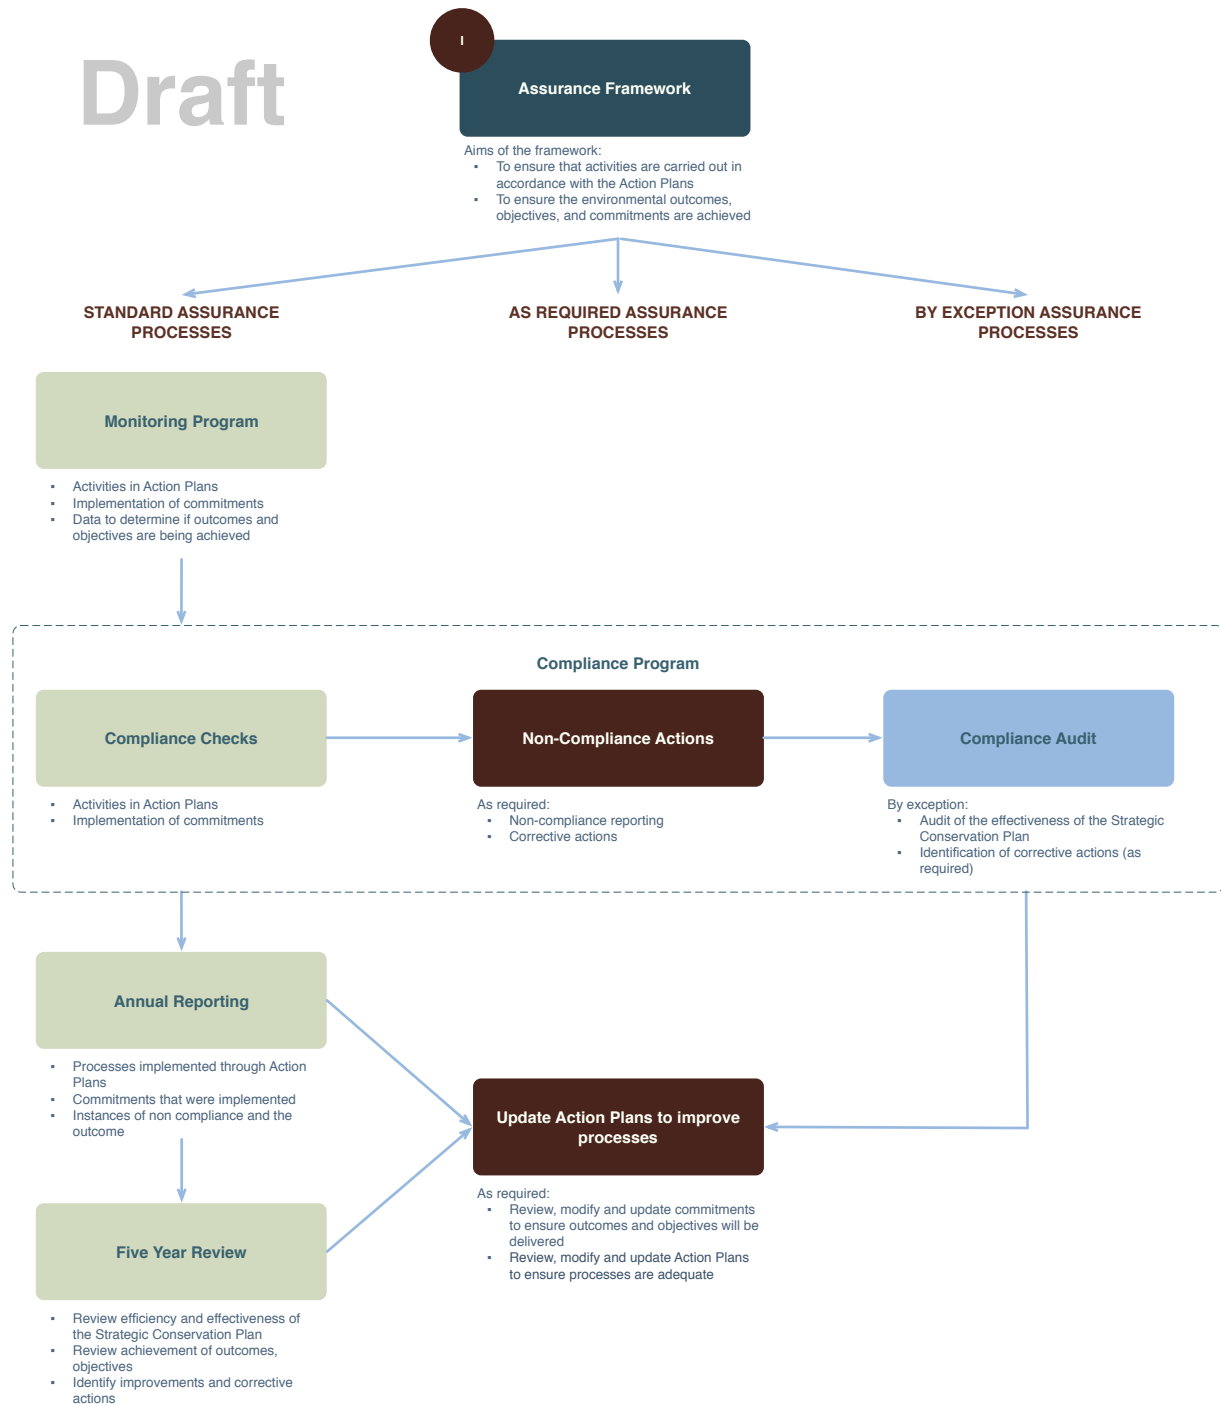 Draft
I
Assurance Framework
Aims of the framework:
▪ To ensure that activities are carried out in
accordance with the Action Plans
▪ To ensure the environmental outcomes,
objectives, and commitments are achieved
STANDARD ASSURANCE
PROCESSES
AS REQUIRED ASSURANCE
PROCESSES
BY EXCEPTION ASSURANCE
PROCESSES
Monitoring Program
▪ Activities in Action Plans
▪ Implementation of commitments
▪ Data to determine if outcomes and
objectives are being achieved
Compliance Program
Compliance Checks
▪ Activities in Action Plans
▪ Implementation of commitments
Non-Compliance Actions
As required:
▪ Non-compliance reporting
▪ Corrective actions
Compliance Audit
By exception:
▪ Audit of the effectiveness of the Strategic
Conservation Plan
▪ Identification of corrective actions (as
required)
Annual Reporting
▪ Processes implemented through Action
Plans
▪ Commitments that were implemented
▪ Instances of non compliance and the
outcome
Update Action Plans to improve
processes
As required:
▪ Review, modify and update commitments
to ensure outcomes and objectives will be
delivered
▪ Review, modify and update Action Plans
to ensure processes are adequate
Five Year Review
▪ Review efficiency and effectiveness of
the Strategic Conservation Plan
▪ Review achievement of outcomes,
objectives
▪ Identify improvements and corrective
actions